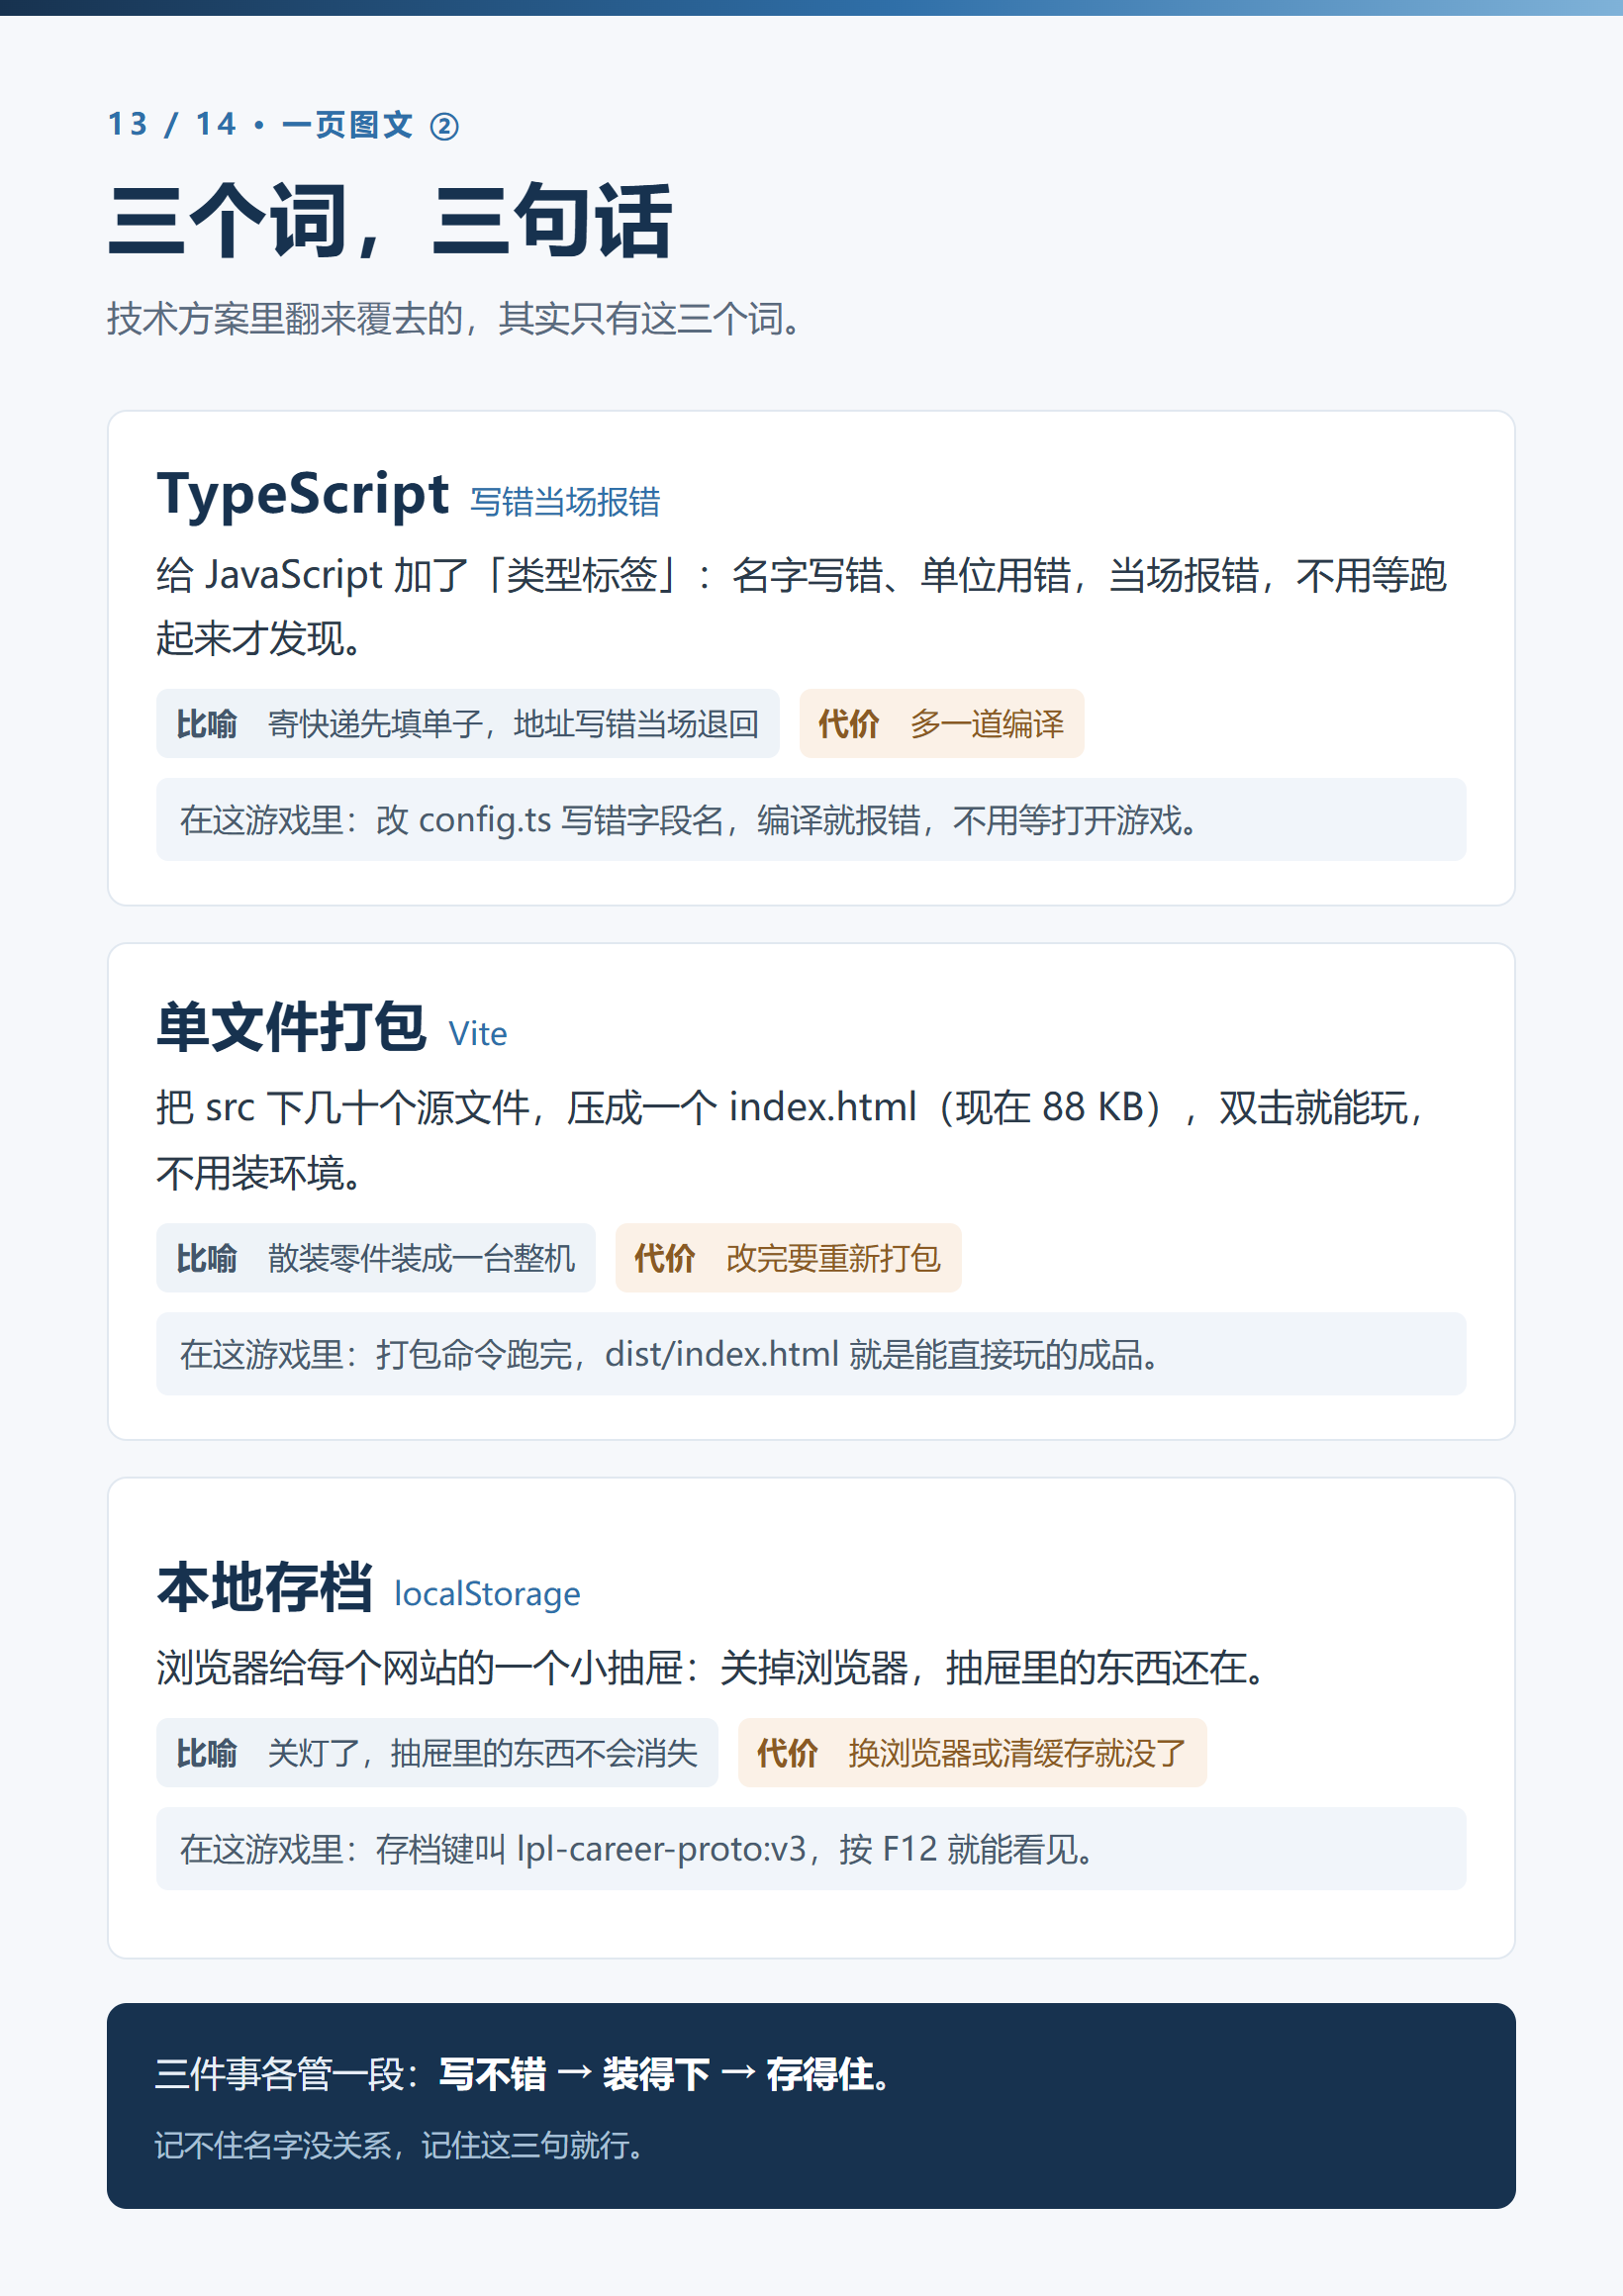 13 / 14 · 一页图文 ②
三个词，三句话
技术方案里翻来覆去的，其实只有这三个词。
TypeScript 写错当场报错
给 JavaScript 加了「类型标签」：名字写错、单位用错，当场报错，不用等跑
起来才发现。
比喻 寄快递先填单子，地址写错当场退回 代价 多一道编译
在这游戏里：改 config.ts 写错字段名，编译就报错，不用等打开游戏。
单文件打包 Vite
把 src 下几十个源文件，压成一个 index.html（现在 88 KB），双击就能玩，
不用装环境。
比喻 散装零件装成一台整机 代价 改完要重新打包
在这游戏里：打包命令跑完，dist/index.html 就是能直接玩的成品。
本地存档 localStorage
浏览器给每个网站的一个小抽屉：关掉浏览器，抽屉里的东西还在。
比喻 关灯了，抽屉里的东西不会消失 代价 换浏览器或清缓存就没了
在这游戏里：存档键叫 lpl-career-proto:v3，按 F12 就能看见。
三件事各管一段：写不错 → 装得下 → 存得住。
记不住名字没关系，记住这三句就行。